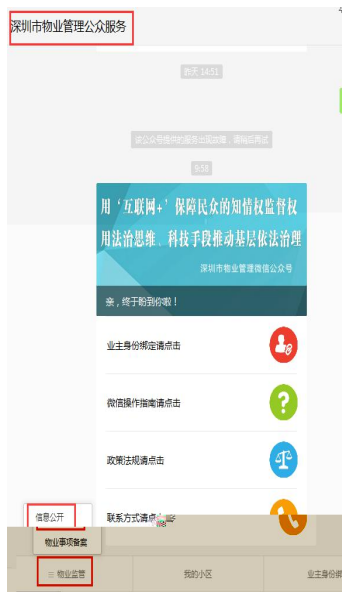 深圳市物业管理公众服务
昨天 14:51
该公众号提供的服务出现故障，请稍后再试
9:58
用‘互联网+’保障民众的知情权监督权
用法治思维、科技手段推动基层依法治理
深圳市物业管理微信公众号
亲，终于盼到你啦！
业主身份绑定请点击
微信操作指南请点击
政策法规请点击
联系方式请点
信息公开
物业事项备案
物业监管
我的小区
业主身份绑